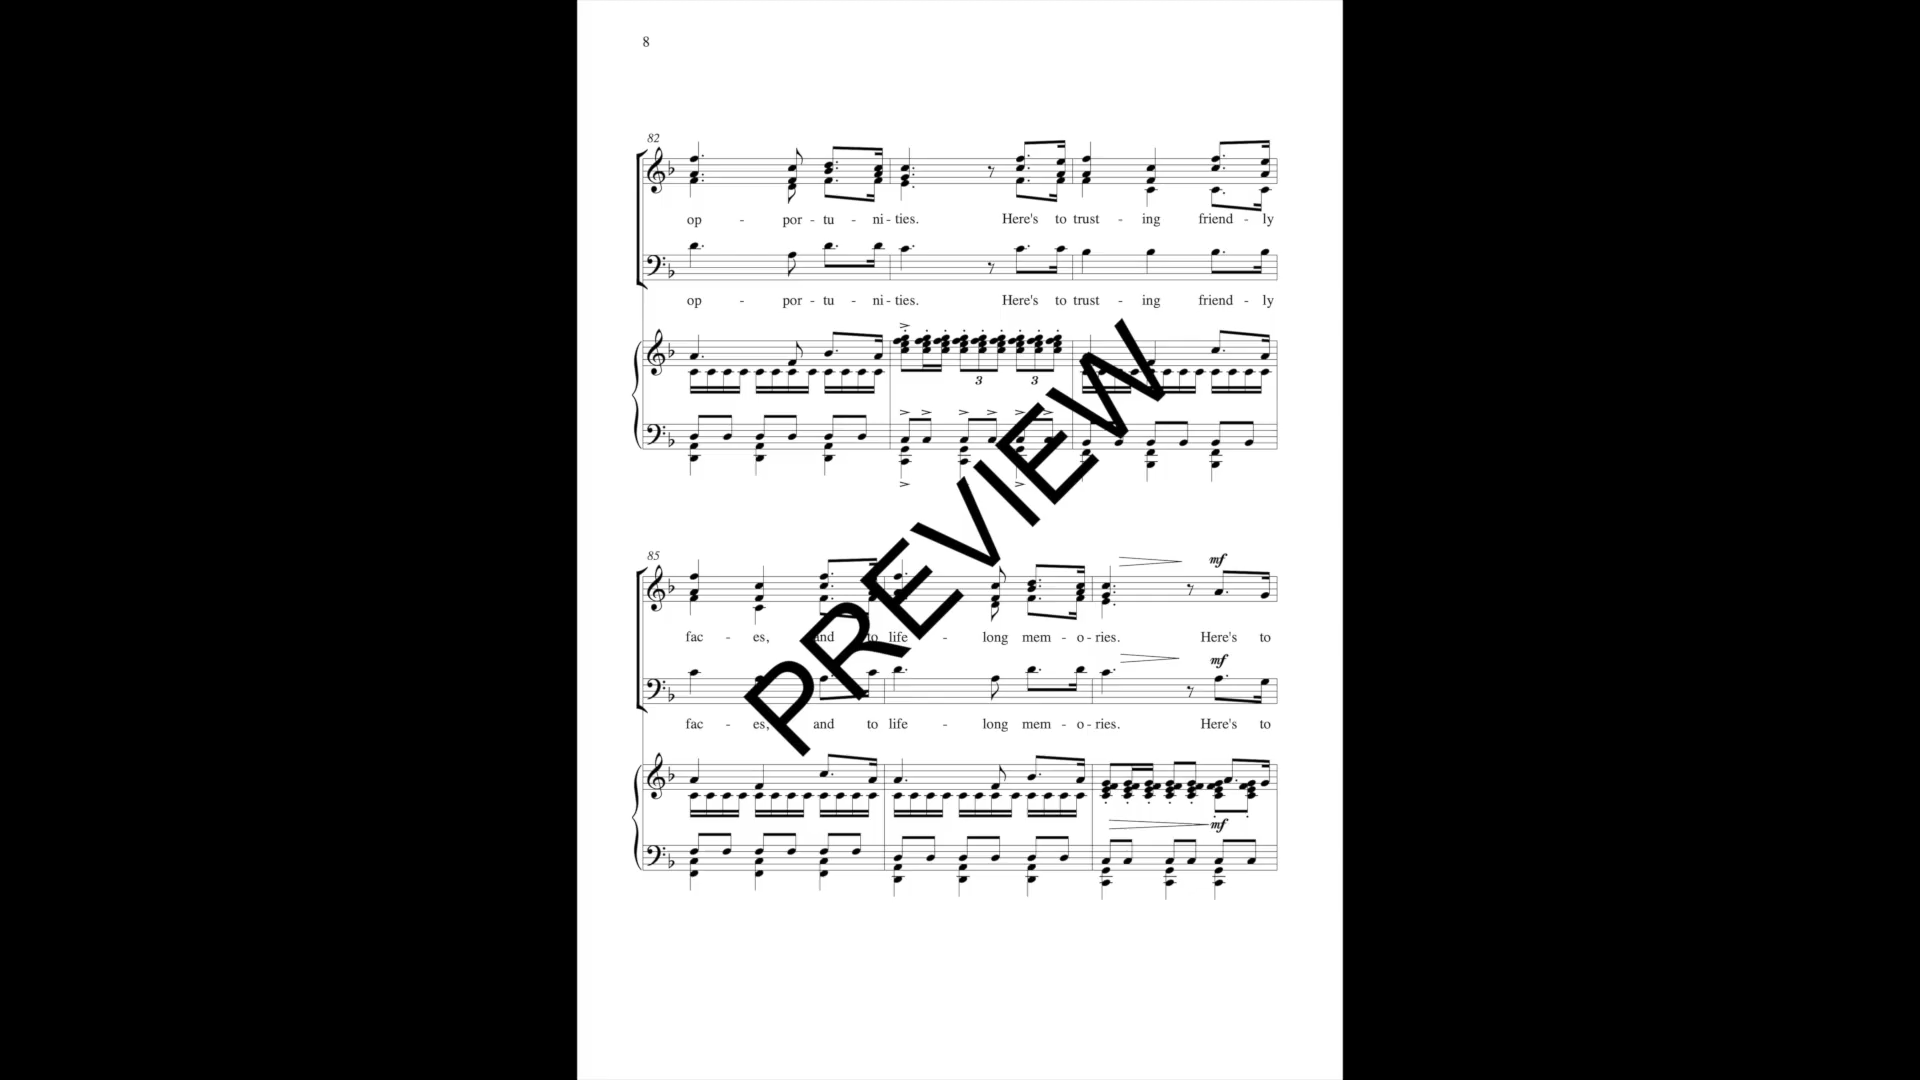 8
82
op - por - tu - ni - ties. Here's to trust - ing friend - ly
op - por - tu - ni - ties. Here's to trust - ing friend - ly
3 3
PREVIEW
85
mf
fac - es, and to life - long mem - o - ries. Here's to
mf
fac - es, and to life - long mem - o - ries. Here's to
mf